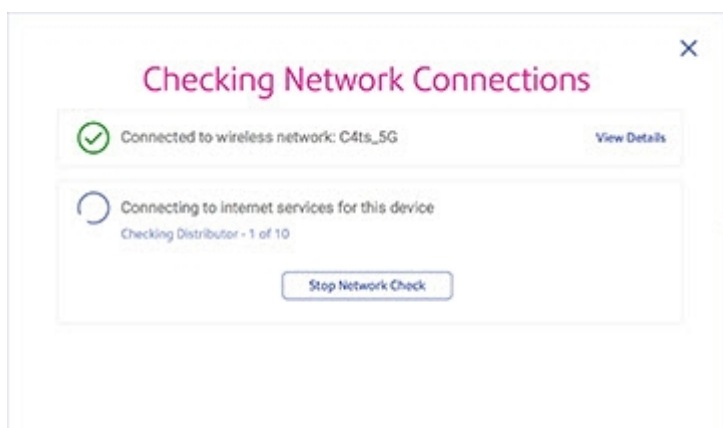 Checking Network Connections
Connected to wireless network: C4ts_5G View Details
Connecting to internet services for this device
Checking Distributor - 1 of 10
Stop Network Check